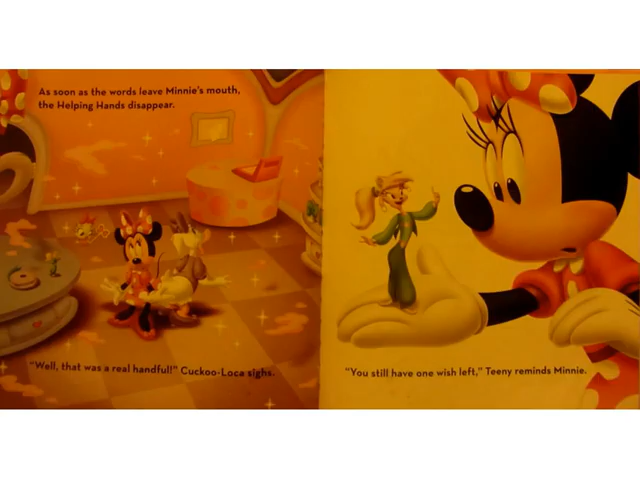 As soon as the words leave Minnie's mouth,
the Helping Hands disappear.
"Well, that was a real handful!" Cuckoo-Loca sighs.
"You still have one wish left," Teeny reminds Minnie.